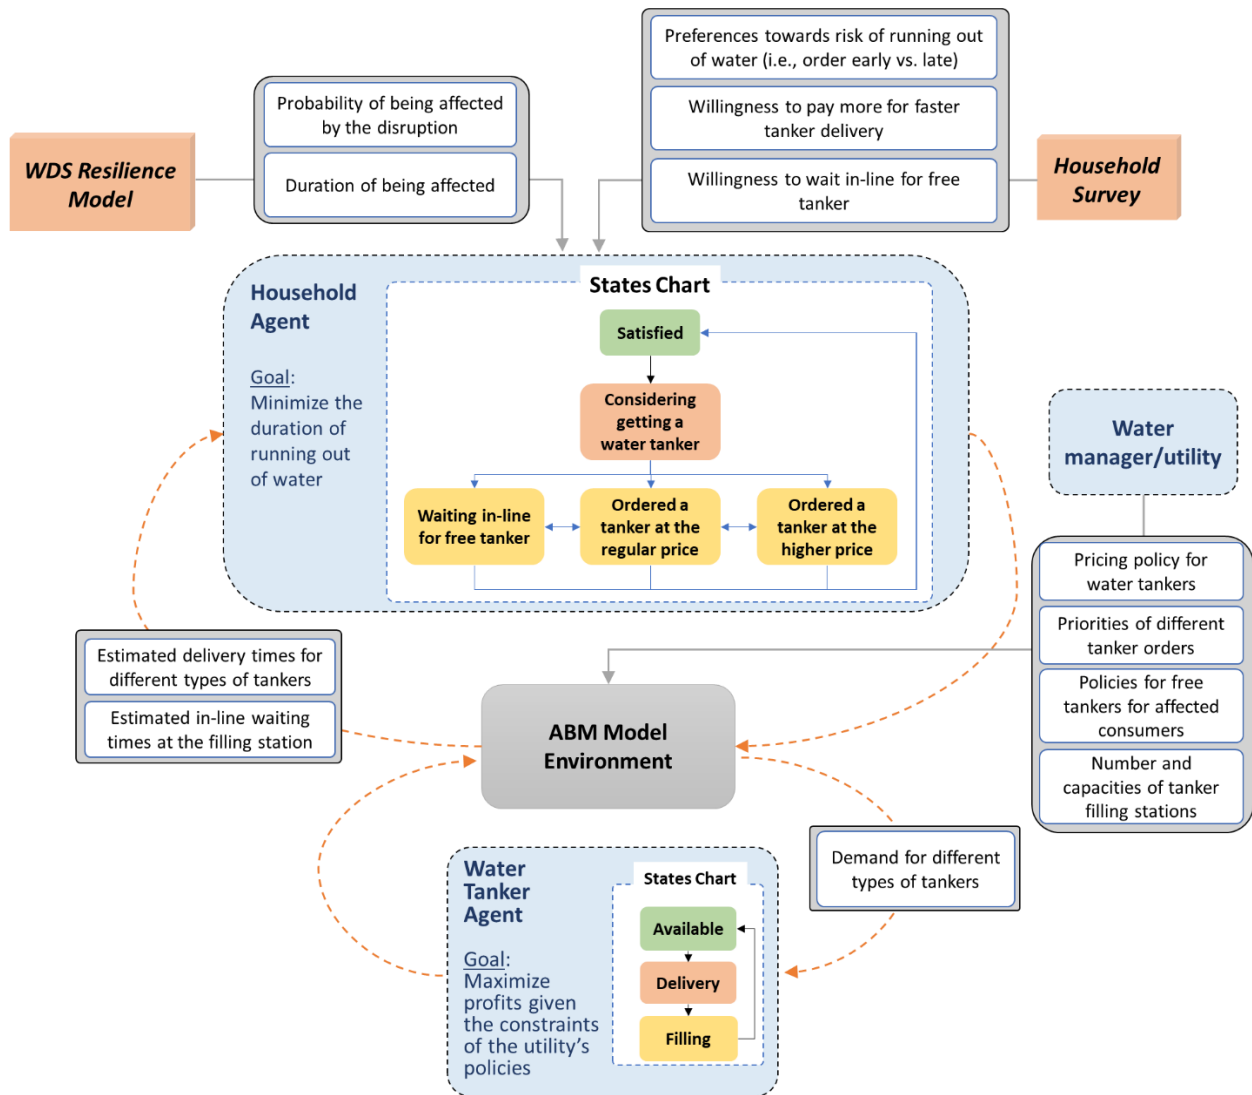 Preferences towards risk of running out
of water (i.e., order early vs. late)
Willingness to pay more for faster
tanker delivery
Willingness to wait in-line for free
tanker
Probability of being affected
by the disruption
Duration of being affected
WDS Resilience
Model
Household
Survey
Household
Agent
Goal:
Minimize the
duration of
running out
of water
States Chart
Satisfied
Considering
getting a
water tanker
Waiting in-line
for free tanker
Ordered a
tanker at the
regular price
Ordered a
tanker at the
higher price
Water
manager/utility
Pricing policy for
water tankers
Priorities of different
tanker orders
Policies for free
tankers for affected
consumers
Number and
capacities of tanker
filling stations
Estimated delivery times for
different types of tankers
Estimated in-line waiting
times at the filling station
ABM Model
Environment
Demand for different
types of tankers
Water
Tanker
Agent
Goal:
Maximize
profits given
the constraints
of the utility’s
policies
States Chart
Available
Delivery
Filling